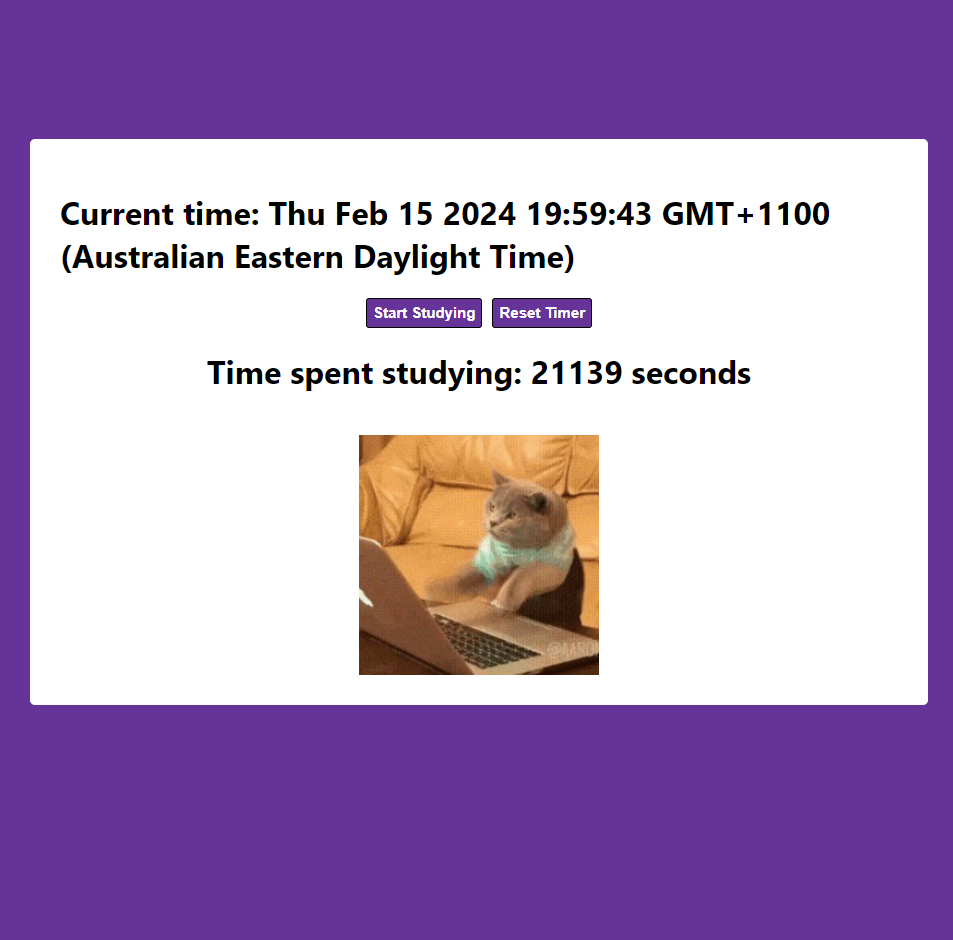 Current time: Thu Feb 15 2024 19:59:43 GMT+1100
(Australian Eastern Daylight Time)
Start Studying Reset Timer
Time spent studying: 21139 seconds